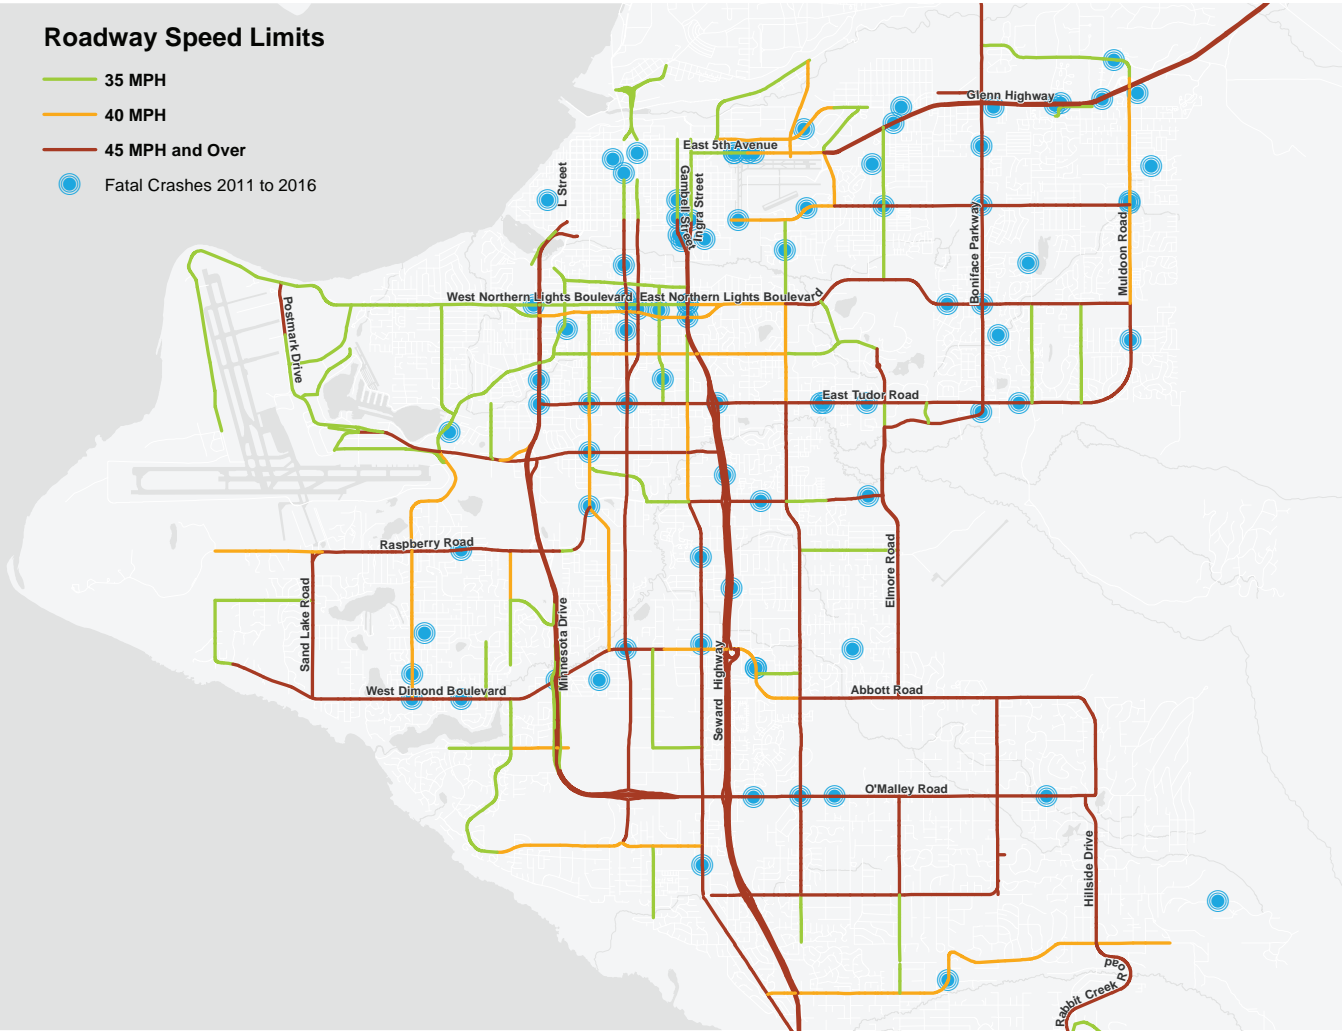 Roadway Speed Limits
35 MPH
40 MPH
45 MPH and Over
Fatal Crashes 2011 to 2016
Glenn Highway
East 5th Avenue
L Street
Gambell Street
Ingra Street
Boniface Parkway
Muldoon Road
West Northern Lights Boulevard
East Northern Lights Boulevard
Postmark Drive
East Tudor Road
Raspberry Road
Elmore Road
Sand Lake Road
Minnesota Drive
Seward Highway
West Dimond Boulevard
Abbott Road
O'Malley Road
Hillside Drive
Rabbit Creek Road